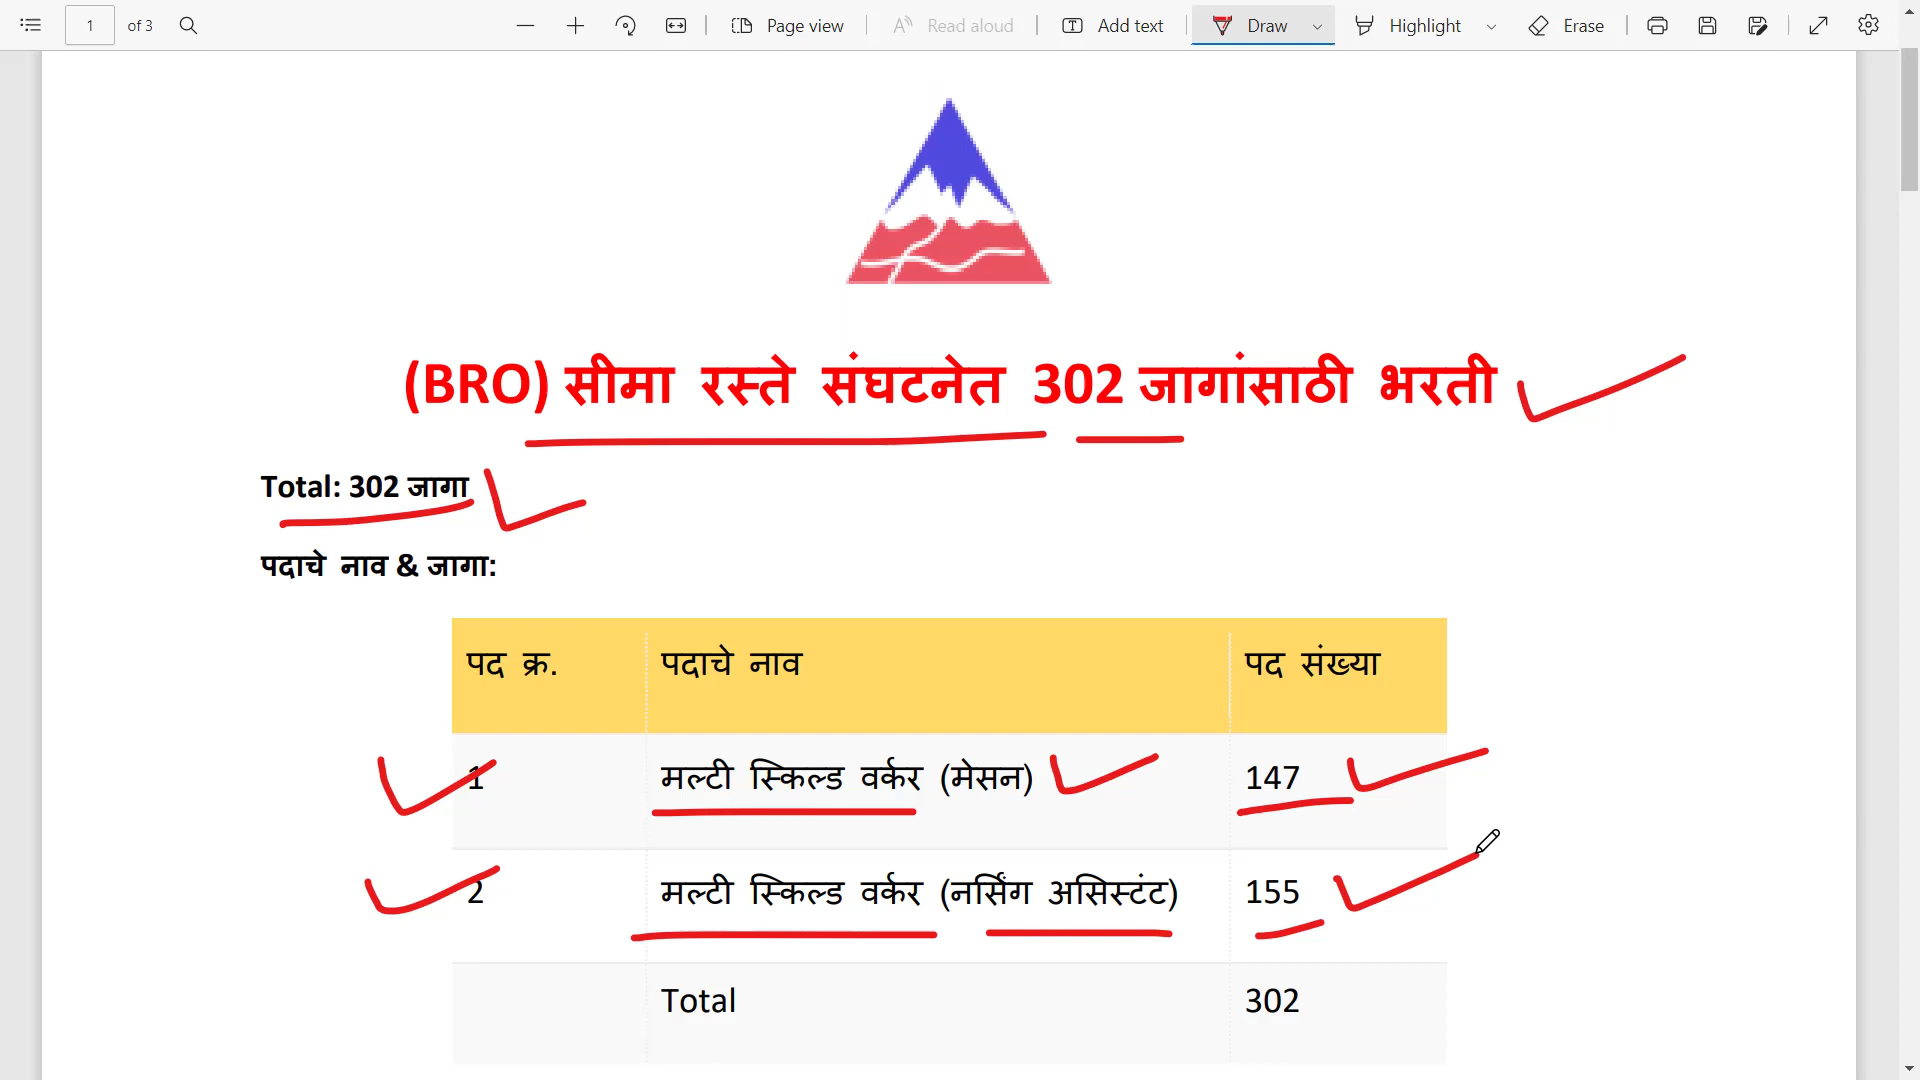 1 of 3 Page view Read aloud Add text Draw Highlight Erase
(BRO) सीमा रस्ते संघटनेत 302 जागांसाठी भरती
Total: 302 जागा
पदाचे नाव & जागा:
पद क्र. पदाचे नाव पद संख्या
1 मल्टी स्किल्ड वर्कर (मेसन) 147
2 मल्टी स्किल्ड वर्कर (नर्सिंग असिस्टंट) 155
Total 302